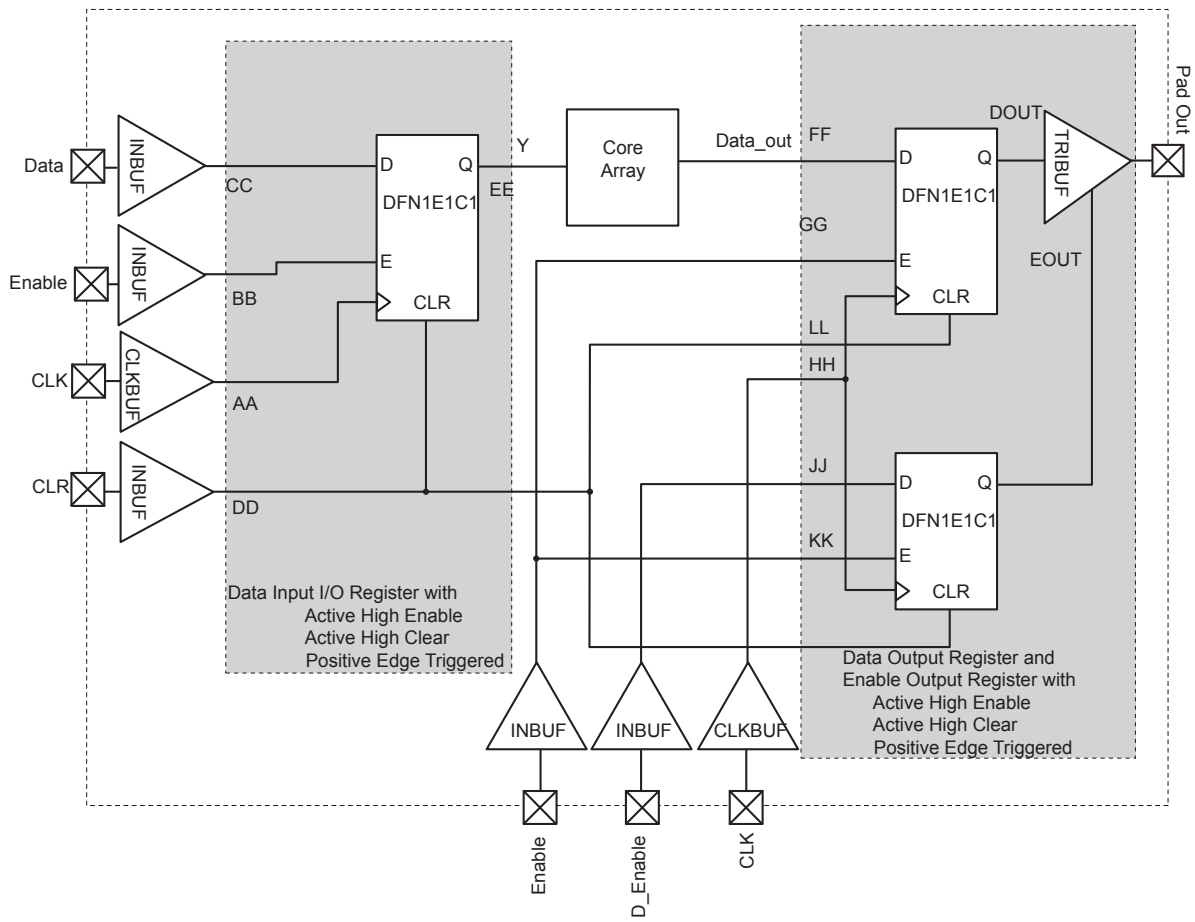 Data
INBUF
CC
D
Q
DFN1E1C1
E
CLR
Y
EE
Core
Array
Data_out
FF
D
Q
DFN1E1C1
E
CLR
DOUT
TRIBUF
Pad Out
GG
EOUT
Enable
INBUF
BB
CLK
CLKBUF
AA
LL
HH
CLR
INBUF
DD
JJ
D
Q
DFN1E1C1
KK
E
CLR
Data Input I/O Register with
Active High Enable
Active High Clear
Positive Edge Triggered
Data Output Register and
Enable Output Register with
Active High Enable
Active High Clear
Positive Edge Triggered
INBUF
INBUF
CLKBUF
Enable
D_Enable
CLK